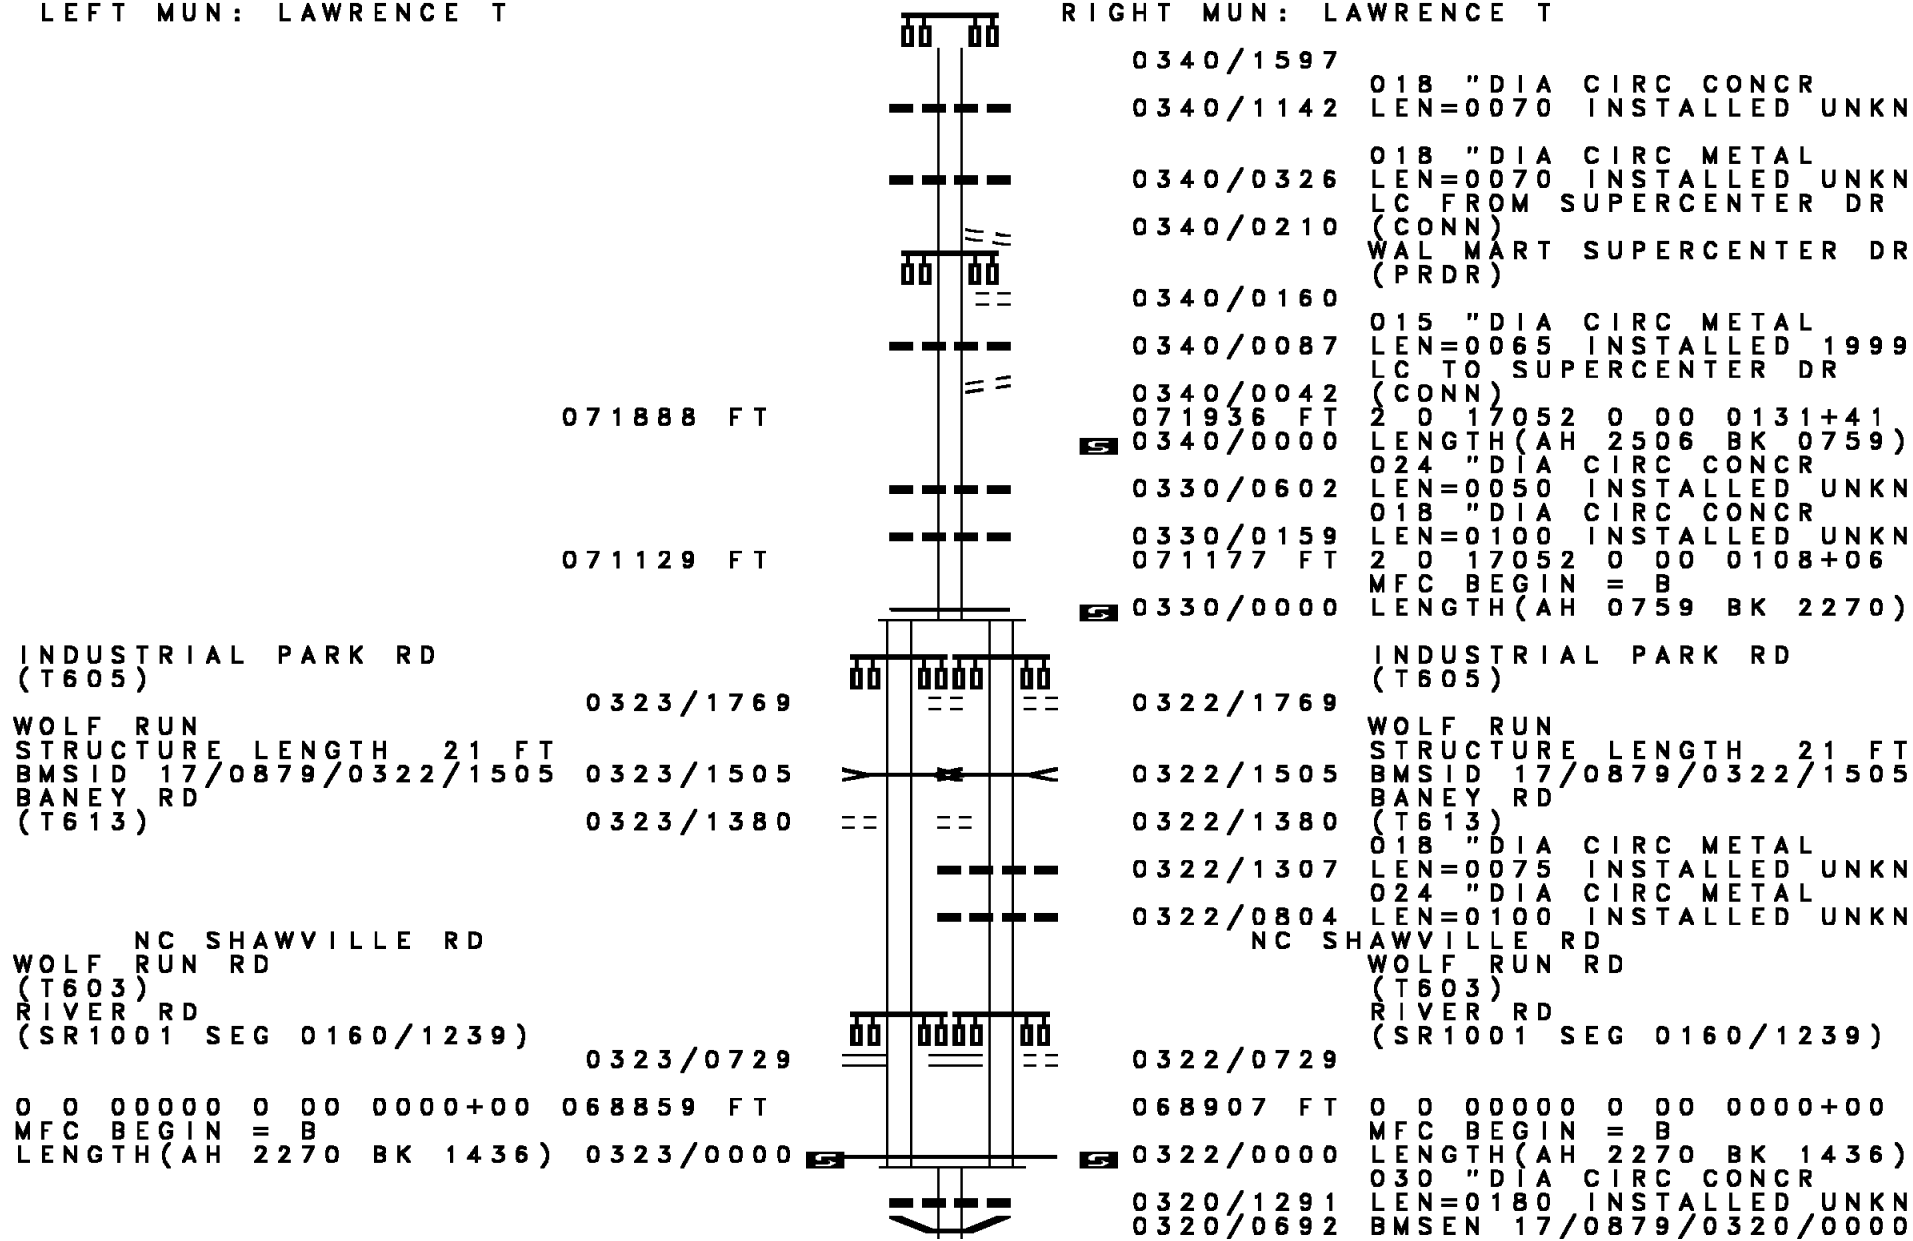 LEFT MUN: LAWRENCE T RIGHT MUN: LAWRENCE T
0340/1597
018 "DIA CIRC CONCR
0340/1142 LEN=0070 INSTALLED UNKN
018 "DIA CIRC METAL
0340/0326 LEN=0070 INSTALLED UNKN
LC FROM SUPERCENTER DR
0340/0210 (CONN)
WAL MART SUPERCENTER DR
(PRDR)
0340/0160
015 "DIA CIRC METAL
0340/0087 LEN=0065 INSTALLED 1999
LC TO SUPERCENTER DR
0340/0042 (CONN)
071888 FT 071936 FT 2 0 17052 0 00 0131+41
S 0340/0000 LENGTH(AH 2506 BK 0759)
024 "DIA CIRC CONCR
0330/0602 LEN=0050 INSTALLED UNKN
018 "DIA CIRC CONCR
0330/0159 LEN=0100 INSTALLED UNKN
071129 FT 071177 FT 2 0 17052 0 00 0108+06
MFC BEGIN = B
S 0330/0000 LENGTH(AH 0759 BK 2270)
INDUSTRIAL PARK RD INDUSTRIAL PARK RD
(T605) (T605)
0323/1769 0322/1769
WOLF RUN WOLF RUN
STRUCTURE LENGTH 21 FT STRUCTURE LENGTH 21 FT
BMSID 17/0879/0322/1505 0323/1505 0322/1505 BMSID 17/0879/0322/1505
BANEY RD BANEY RD
(T613) 0323/1380 0322/1380 (T613)
018 "DIA CIRC METAL
0322/1307 LEN=0075 INSTALLED UNKN
024 "DIA CIRC METAL
0322/0804 LEN=0100 INSTALLED UNKN
NC SHAWVILLE RD NC SHAWVILLE RD
WOLF RUN RD WOLF RUN RD
(T603) (T603)
RIVER RD RIVER RD
(SR1001 SEG 0160/1239) (SR1001 SEG 0160/1239)
0323/0729 0322/0729
0 0 00000 0 00 0000+00 068859 FT 068907 FT 0 0 00000 0 00 0000+00
MFC BEGIN = B MFC BEGIN = B
LENGTH(AH 2270 BK 1436) 0323/0000 S S 0322/0000 LENGTH(AH 2270 BK 1436)
030 "DIA CIRC CONCR
0320/1291 LEN=0180 INSTALLED UNKN
0320/0692 BMSEN 17/0879/0320/0000